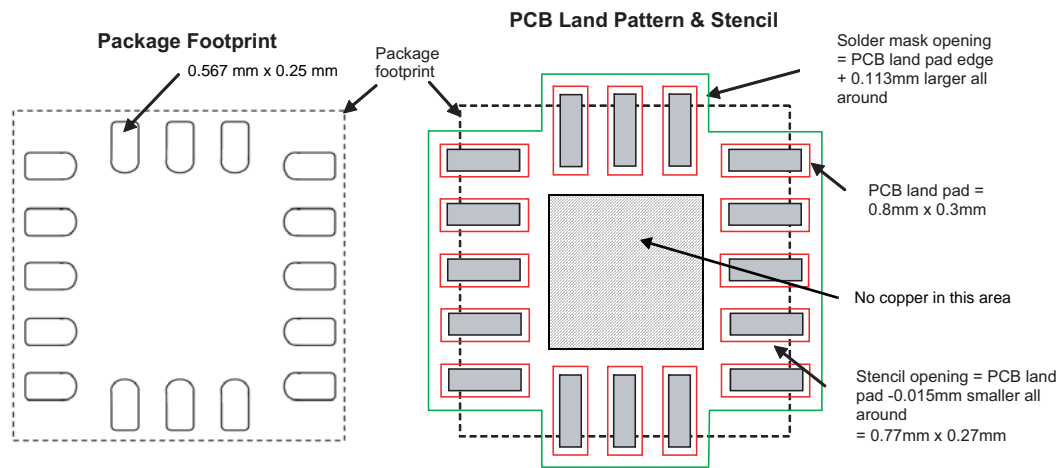 PCB Land Pattern & Stencil
Package Footprint
0.567 mm x 0.25 mm
Package
footprint
Solder mask opening
= PCB land pad edge
+ 0.113mm larger all
around
PCB land pad =
0.8mm x 0.3mm
No copper in this area
Stencil opening = PCB land
pad -0.015mm smaller all
around
= 0.77mm x 0.27mm